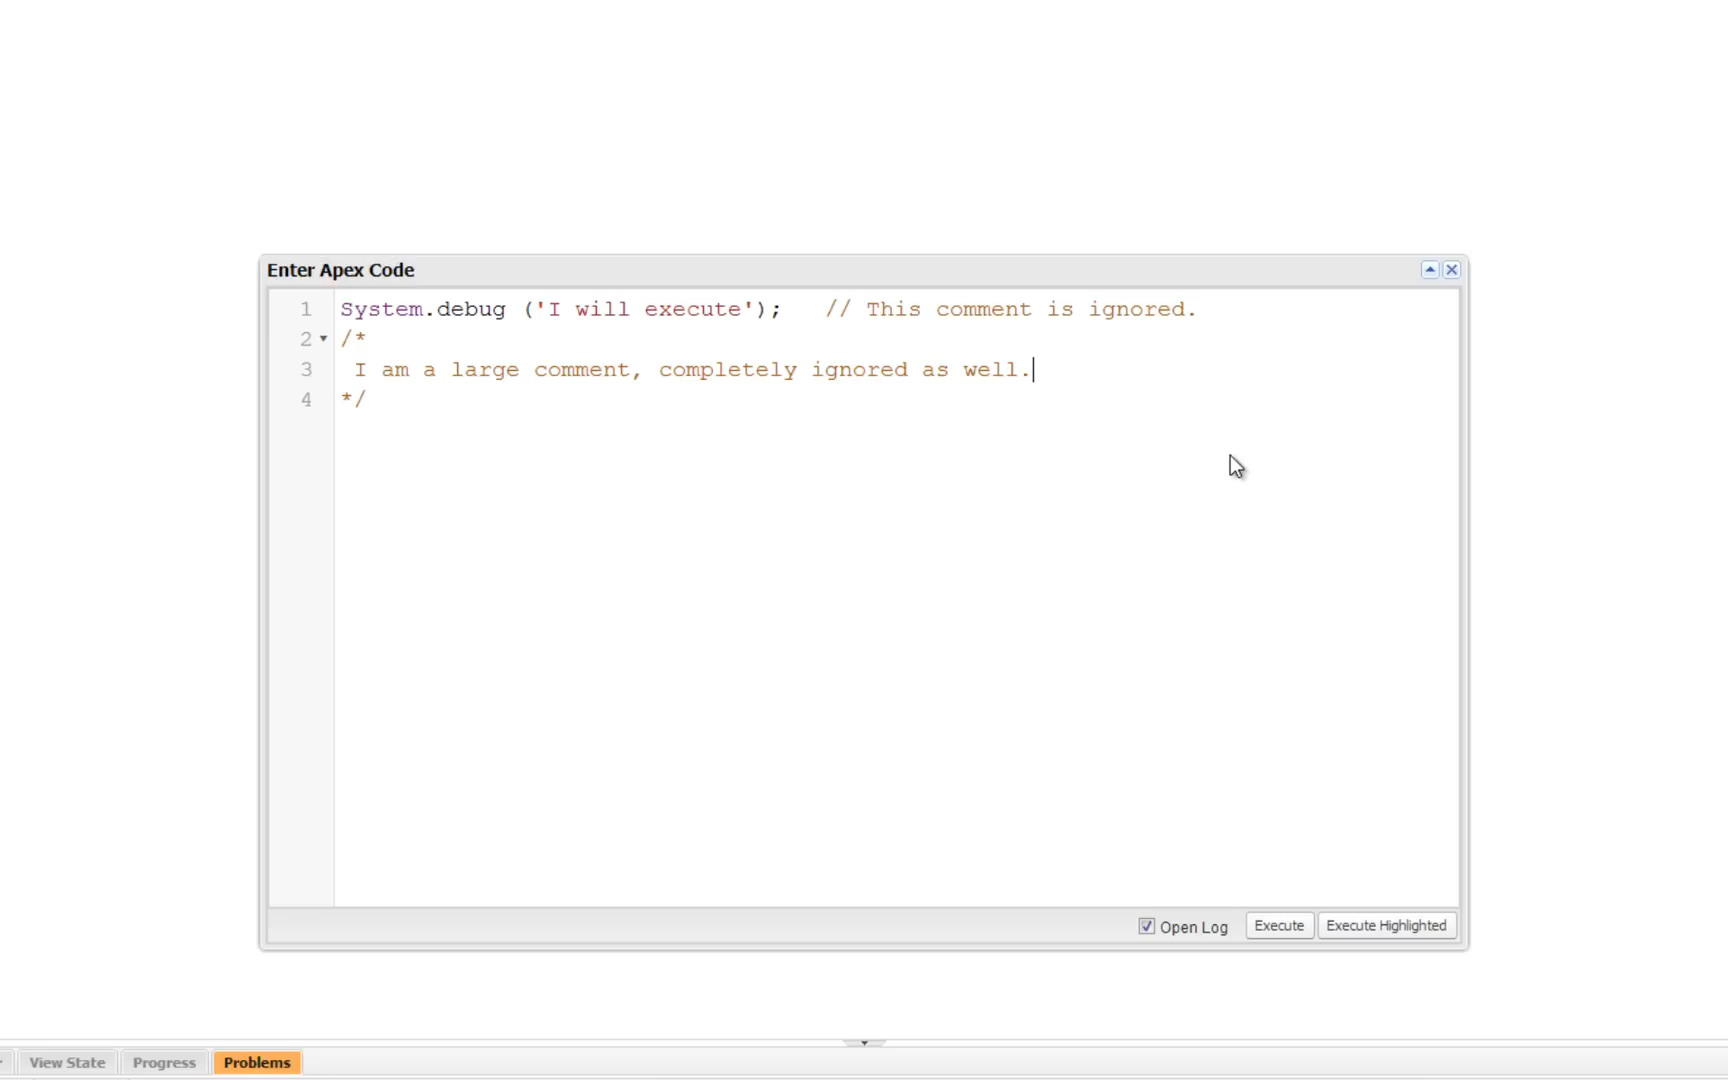 Enter Apex Code
1 System.debug ('I will execute');   // This comment is ignored.
2 /*
3  I am a large comment, completely ignored as well.
4 */
Open Log Execute Execute Highlighted
View State Progress Problems